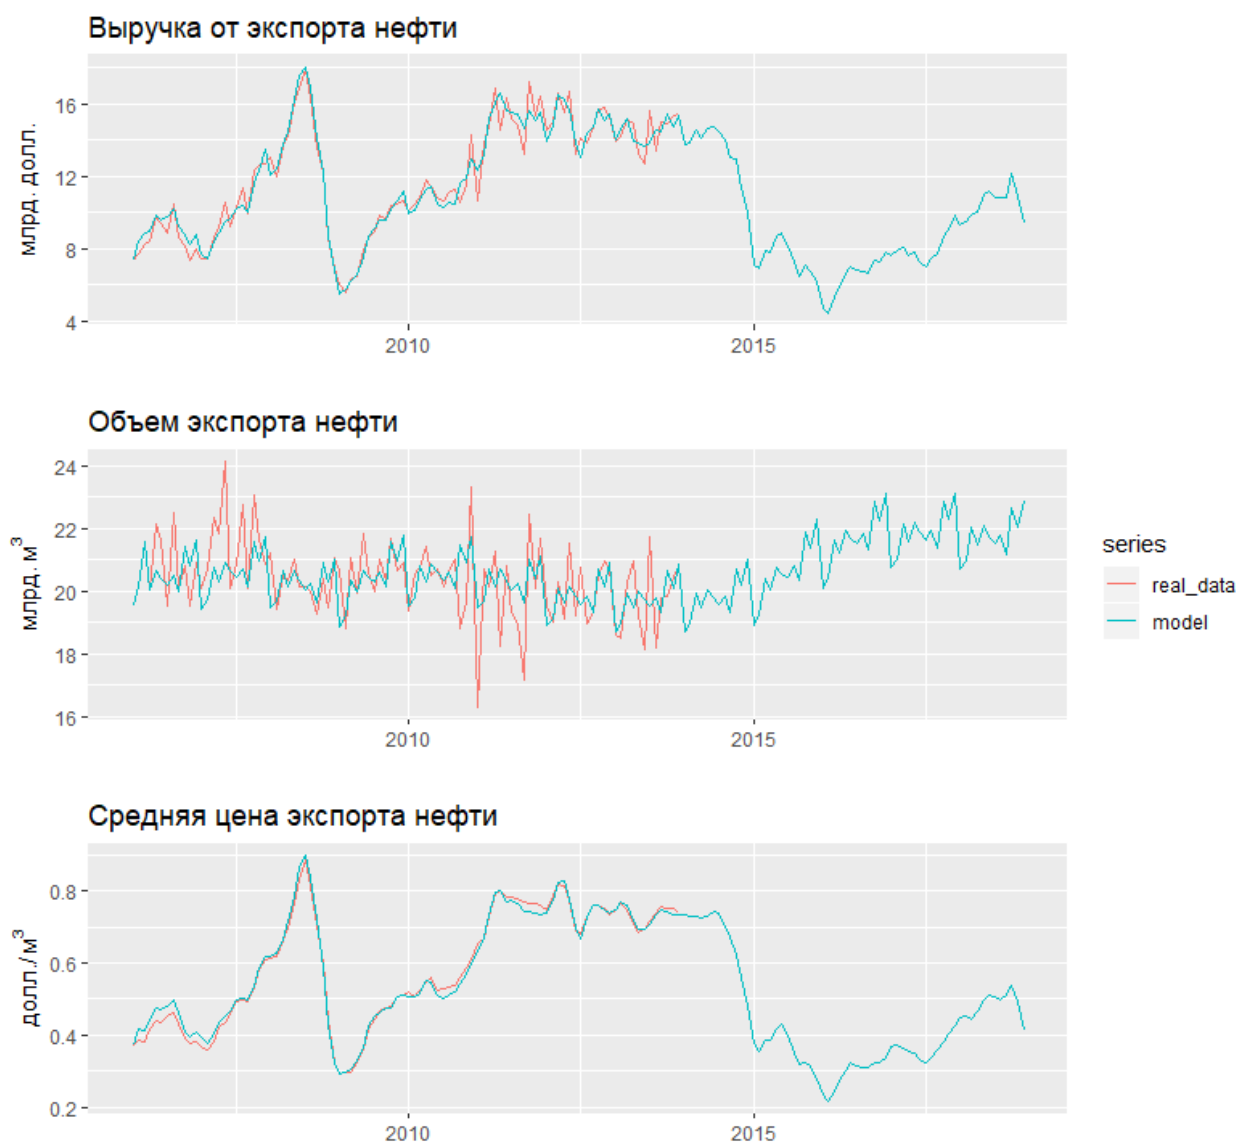 Выручка от экспорта нефти
млрд. долл.
16
12
8
4
2010
2015
Объем экспорта нефти
млрд. м³
24
22
20
18
16
2010
2015
series
real_data
model
Средняя цена экспорта нефти
долл./м³
0.8
0.6
0.4
0.2
2010
2015